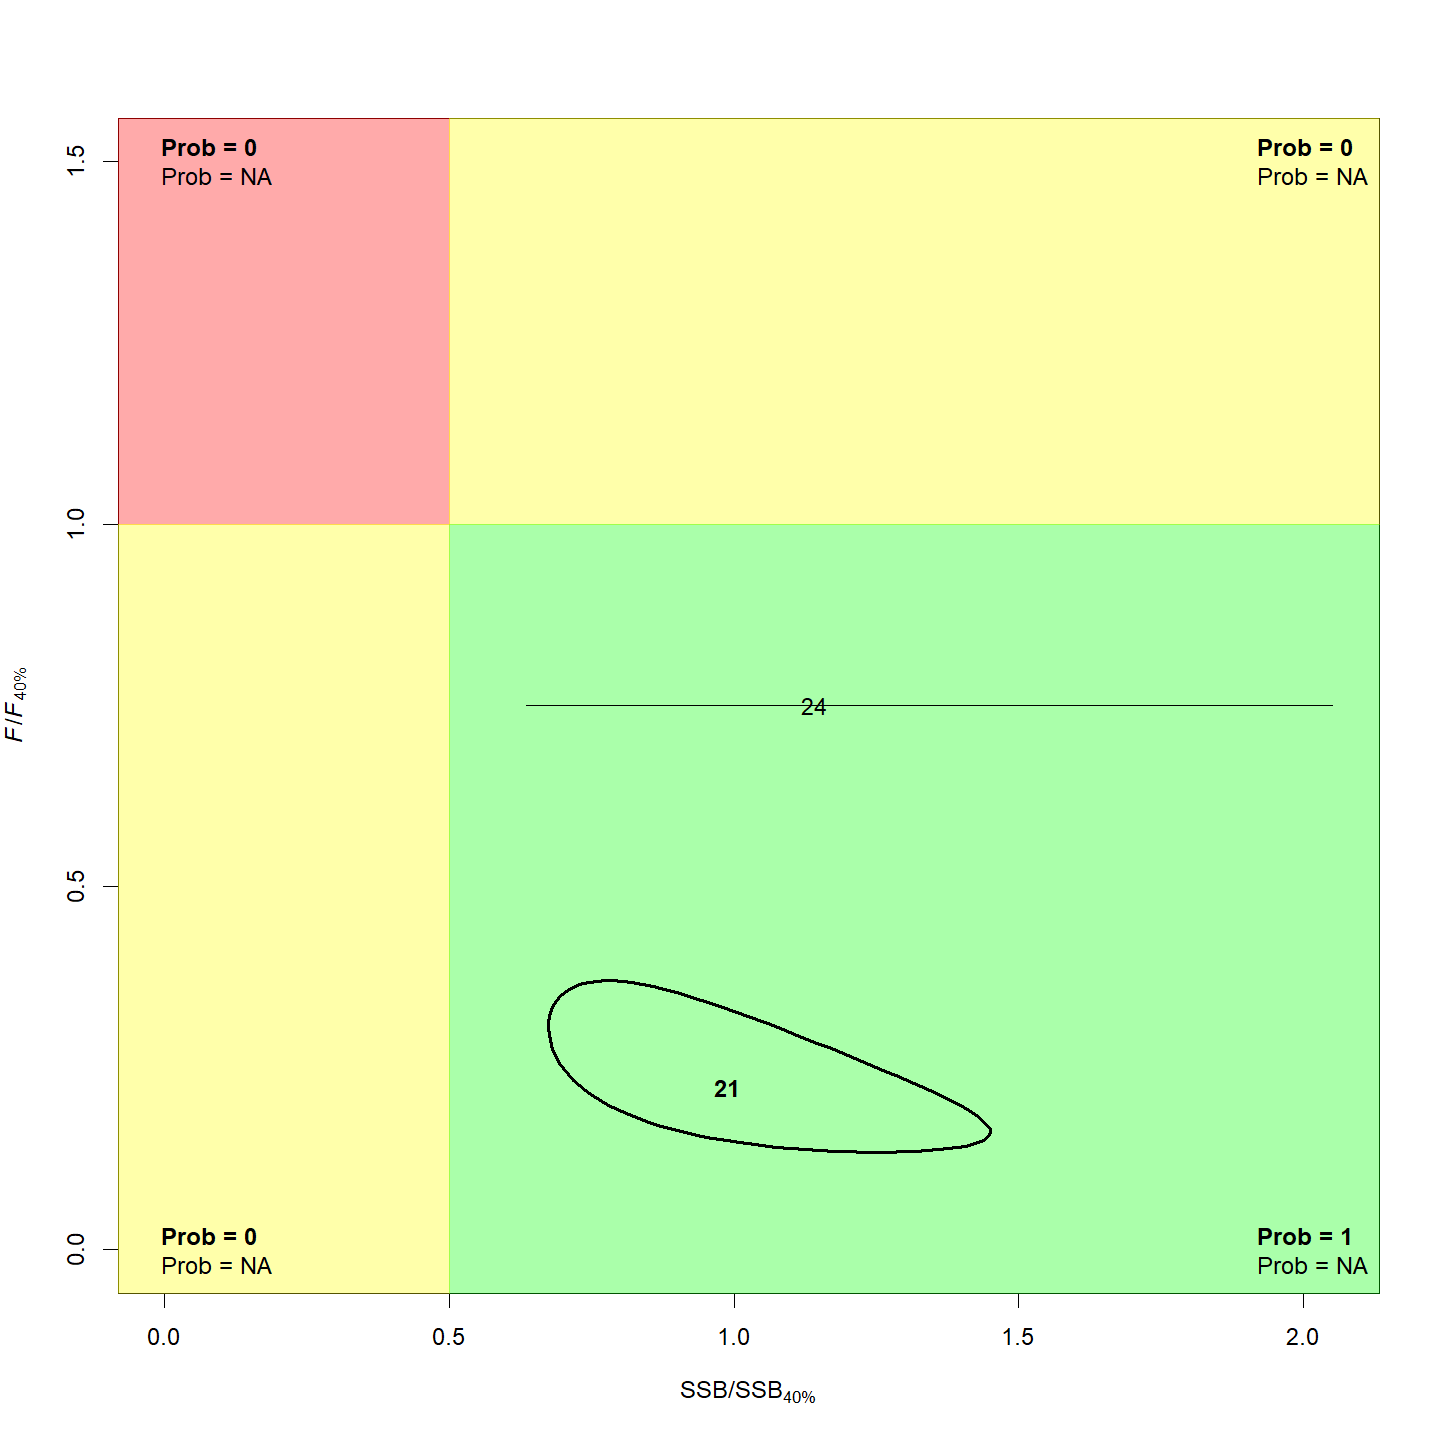 Prob = 0
Prob = NA
Prob = 0
Prob = NA
1.5
1.0
0.5
0.0
F/F40%
24
21
Prob = 0
Prob = NA
Prob = 1
Prob = NA
0.0
0.5
1.0
1.5
2.0
SSB/SSB40%